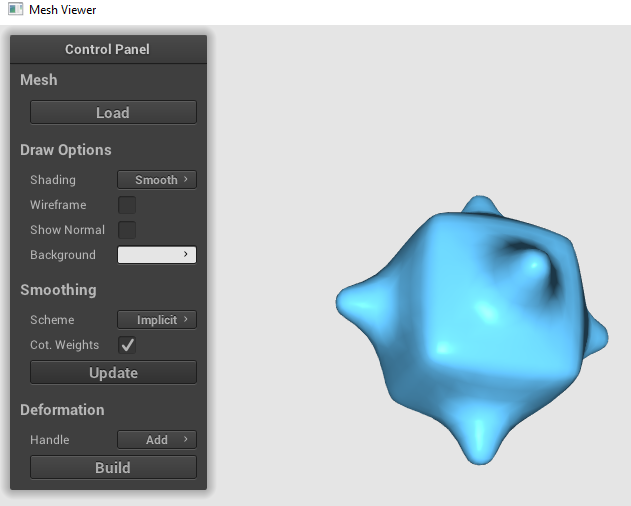 Mesh Viewer
Control Panel
Mesh
Load
Draw Options
Shading Smooth
Wireframe
Show Normal
Background
Smoothing
Scheme Implicit
Cot. Weights
Update
Deformation
Handle Add
Build